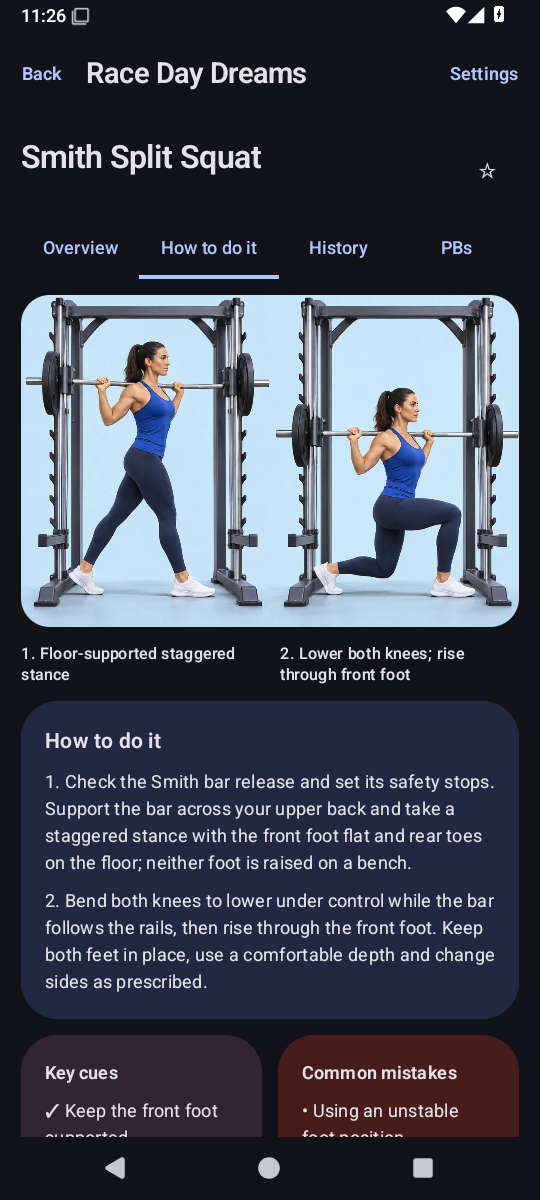 11:26
Back
Race Day Dreams
Settings
Smith Split Squat
Overview
How to do it
History
PBs
1. Floor-supported staggered
stance
2. Lower both knees; rise
through front foot
How to do it
1. Check the Smith bar release and set its safety stops.
Support the bar across your upper back and take a
staggered stance with the front foot flat and rear toes
on the floor; neither foot is raised on a bench.
2. Bend both knees to lower under control while the bar
follows the rails, then rise through the front foot. Keep
both feet in place, use a comfortable depth and change
sides as prescribed.
Key cues
✓ Keep the front foot
supported
Common mistakes
• Using an unstable
foot position